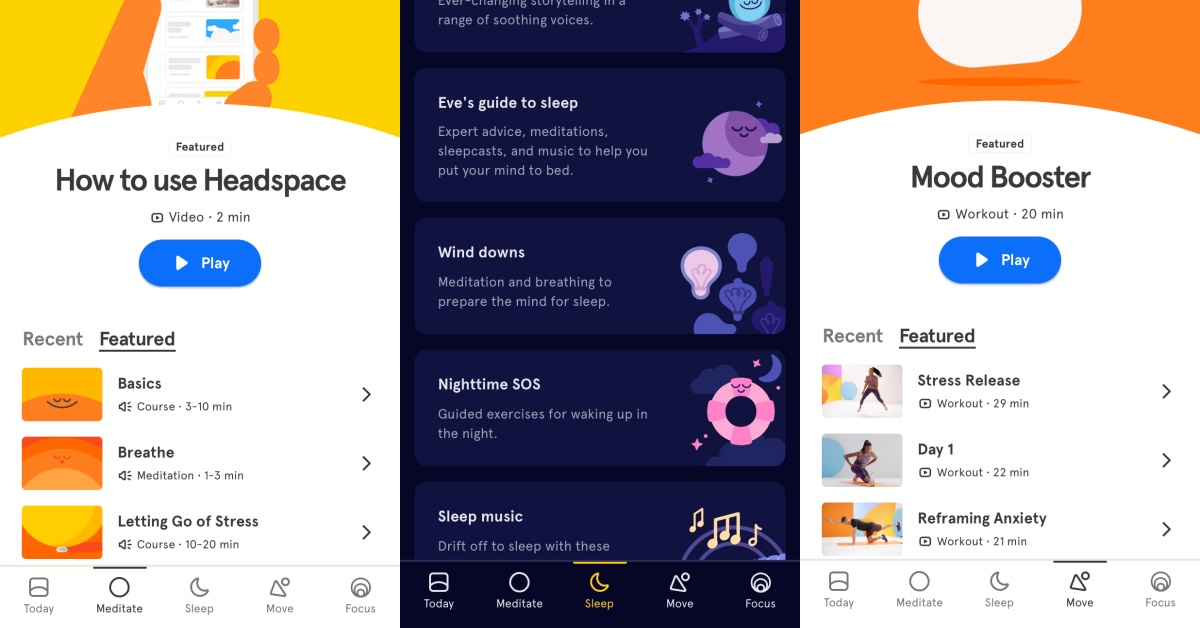 Featured
How to use Headspace
Video · 2 min
Play
Recent Featured
Basics
Course · 3-10 min
Breathe
Meditation · 1-3 min
Letting Go of Stress
Course · 10-20 min
Today Meditate Sleep Move Focus
Ever-changing storytelling in a
range of soothing voices.
Eve's guide to sleep
Expert advice, meditations,
sleepcasts, and music to help you
put your mind to bed.
Wind downs
Meditation and breathing to
prepare the mind for sleep.
Nighttime SOS
Guided exercises for waking up in
the night.
Sleep music
Drift off to sleep with these
Today Meditate Sleep Move Focus
Featured
Mood Booster
Workout · 20 min
Play
Recent Featured
Stress Release
Workout · 29 min
Day 1
Workout · 22 min
Reframing Anxiety
Workout · 21 min
Today Meditate Sleep Move Focus